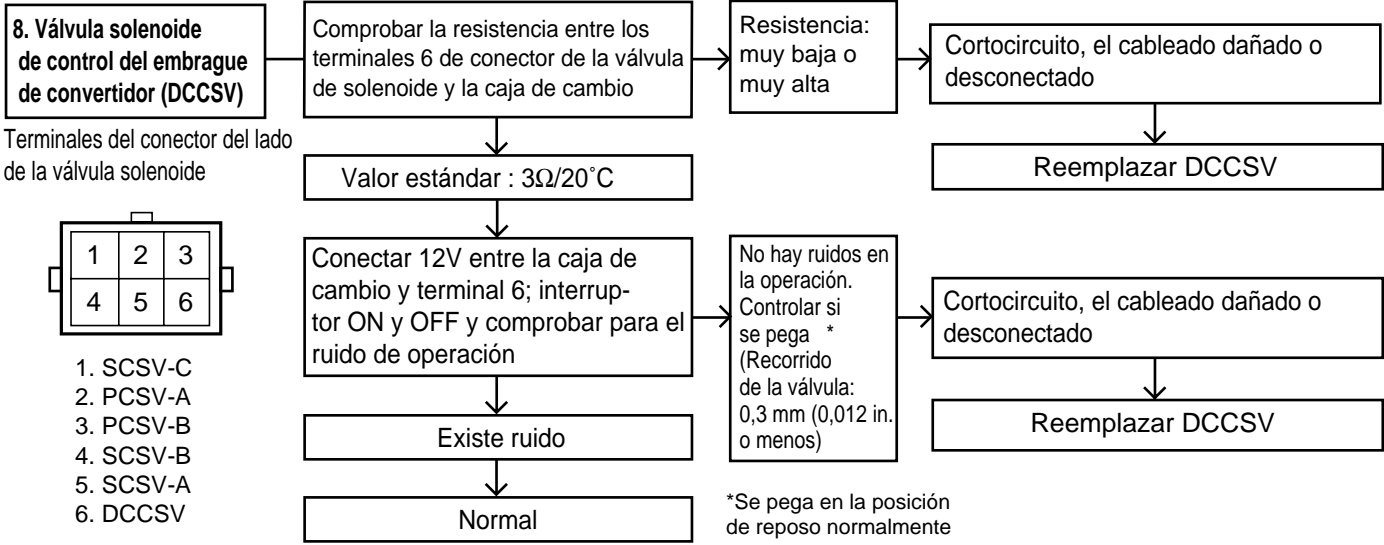 8. Válvula solenoide
de control del embrague
de convertidor (DCCSV)
Comprobar la resistencia entre los
terminales 6 de conector de la válvula
de solenoide y la caja de cambio
Resistencia:
muy baja o
muy alta
Cortocircuito, el cableado dañado o
desconectado
Reemplazar DCCSV
Terminales del conector del lado
de la válvula solenoide
Valor estándar : 3Ω/20˚C
1 2 3
4 5 6
Conectar 12V entre la caja de
cambio y terminal 6; interrup-
tor ON y OFF y comprobar para el
ruido de operación
No hay ruidos en
la operación.
Controlar si
se pega *
(Recorrido
de la válvula:
0,3 mm (0,012 in.
o menos)
Cortocircuito, el cableado dañado o
desconectado
Reemplazar DCCSV
1. SCSV-C
2. PCSV-A
3. PCSV-B
4. SCSV-B
5. SCSV-A
6. DCCSV
Existe ruido
Normal
*Se pega en la posición
de reposo normalmente